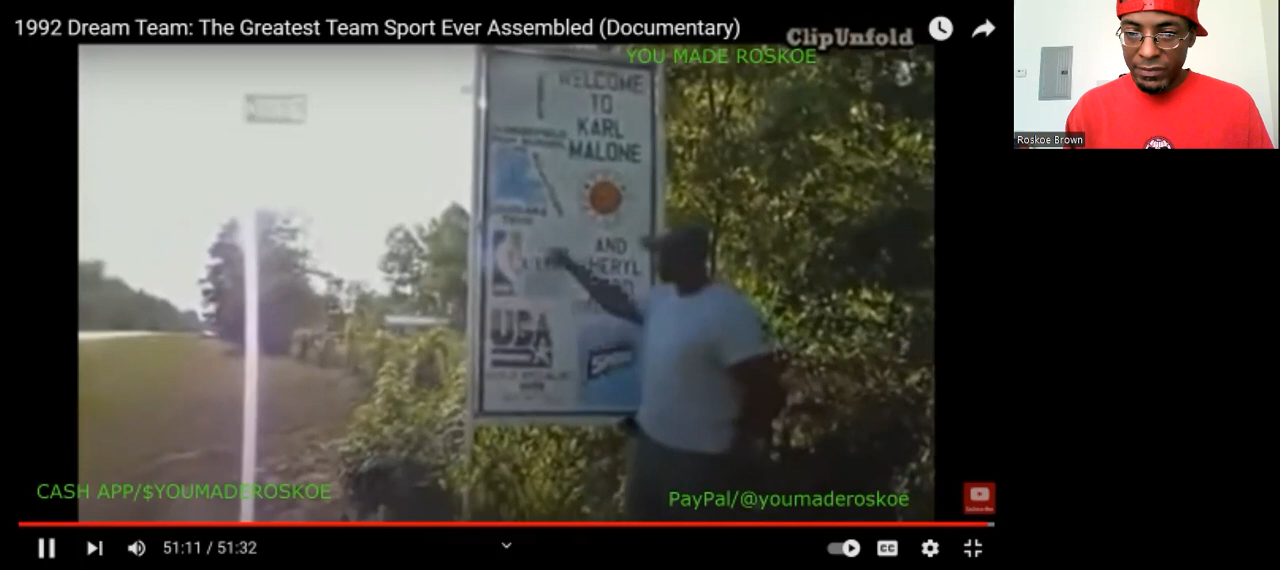 1992 Dream Team: The Greatest Team Sport Ever Assembled (Documentary)
ClipUnfold
YOU MADE ROSKOE
WELCOME
TO
KARL
MALONE
AND
USA
CASH APP/$YOUMADEROSKOE
PayPal/@youmaderoskoe
51:11 / 51:32
CC
Roskoe Brown